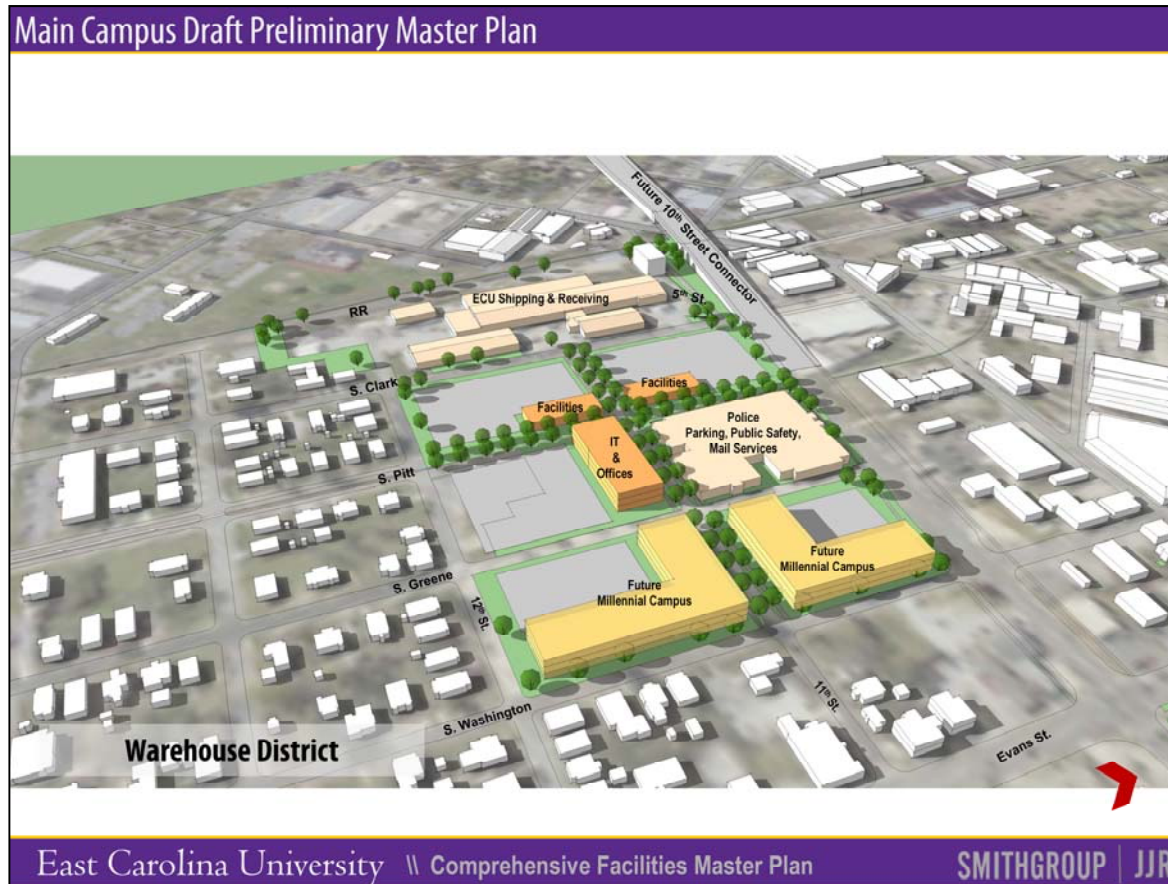 Main Campus Draft Preliminary Master Plan
Future 10th Street Connector
ECU Shipping & Receiving
5th St.
RR
S. Clark
Facilities
Facilities
Police
Parking, Public Safety,
Mail Services
IT
&
Offices
S. Pitt
Future
Millennial Campus
Future
Millennial Campus
S. Greene
12th St.
S. Washington
11th St.
Evans St.
Warehouse District
East Carolina University \\ Comprehensive Facilities Master Plan
SMITHGROUP | JJR